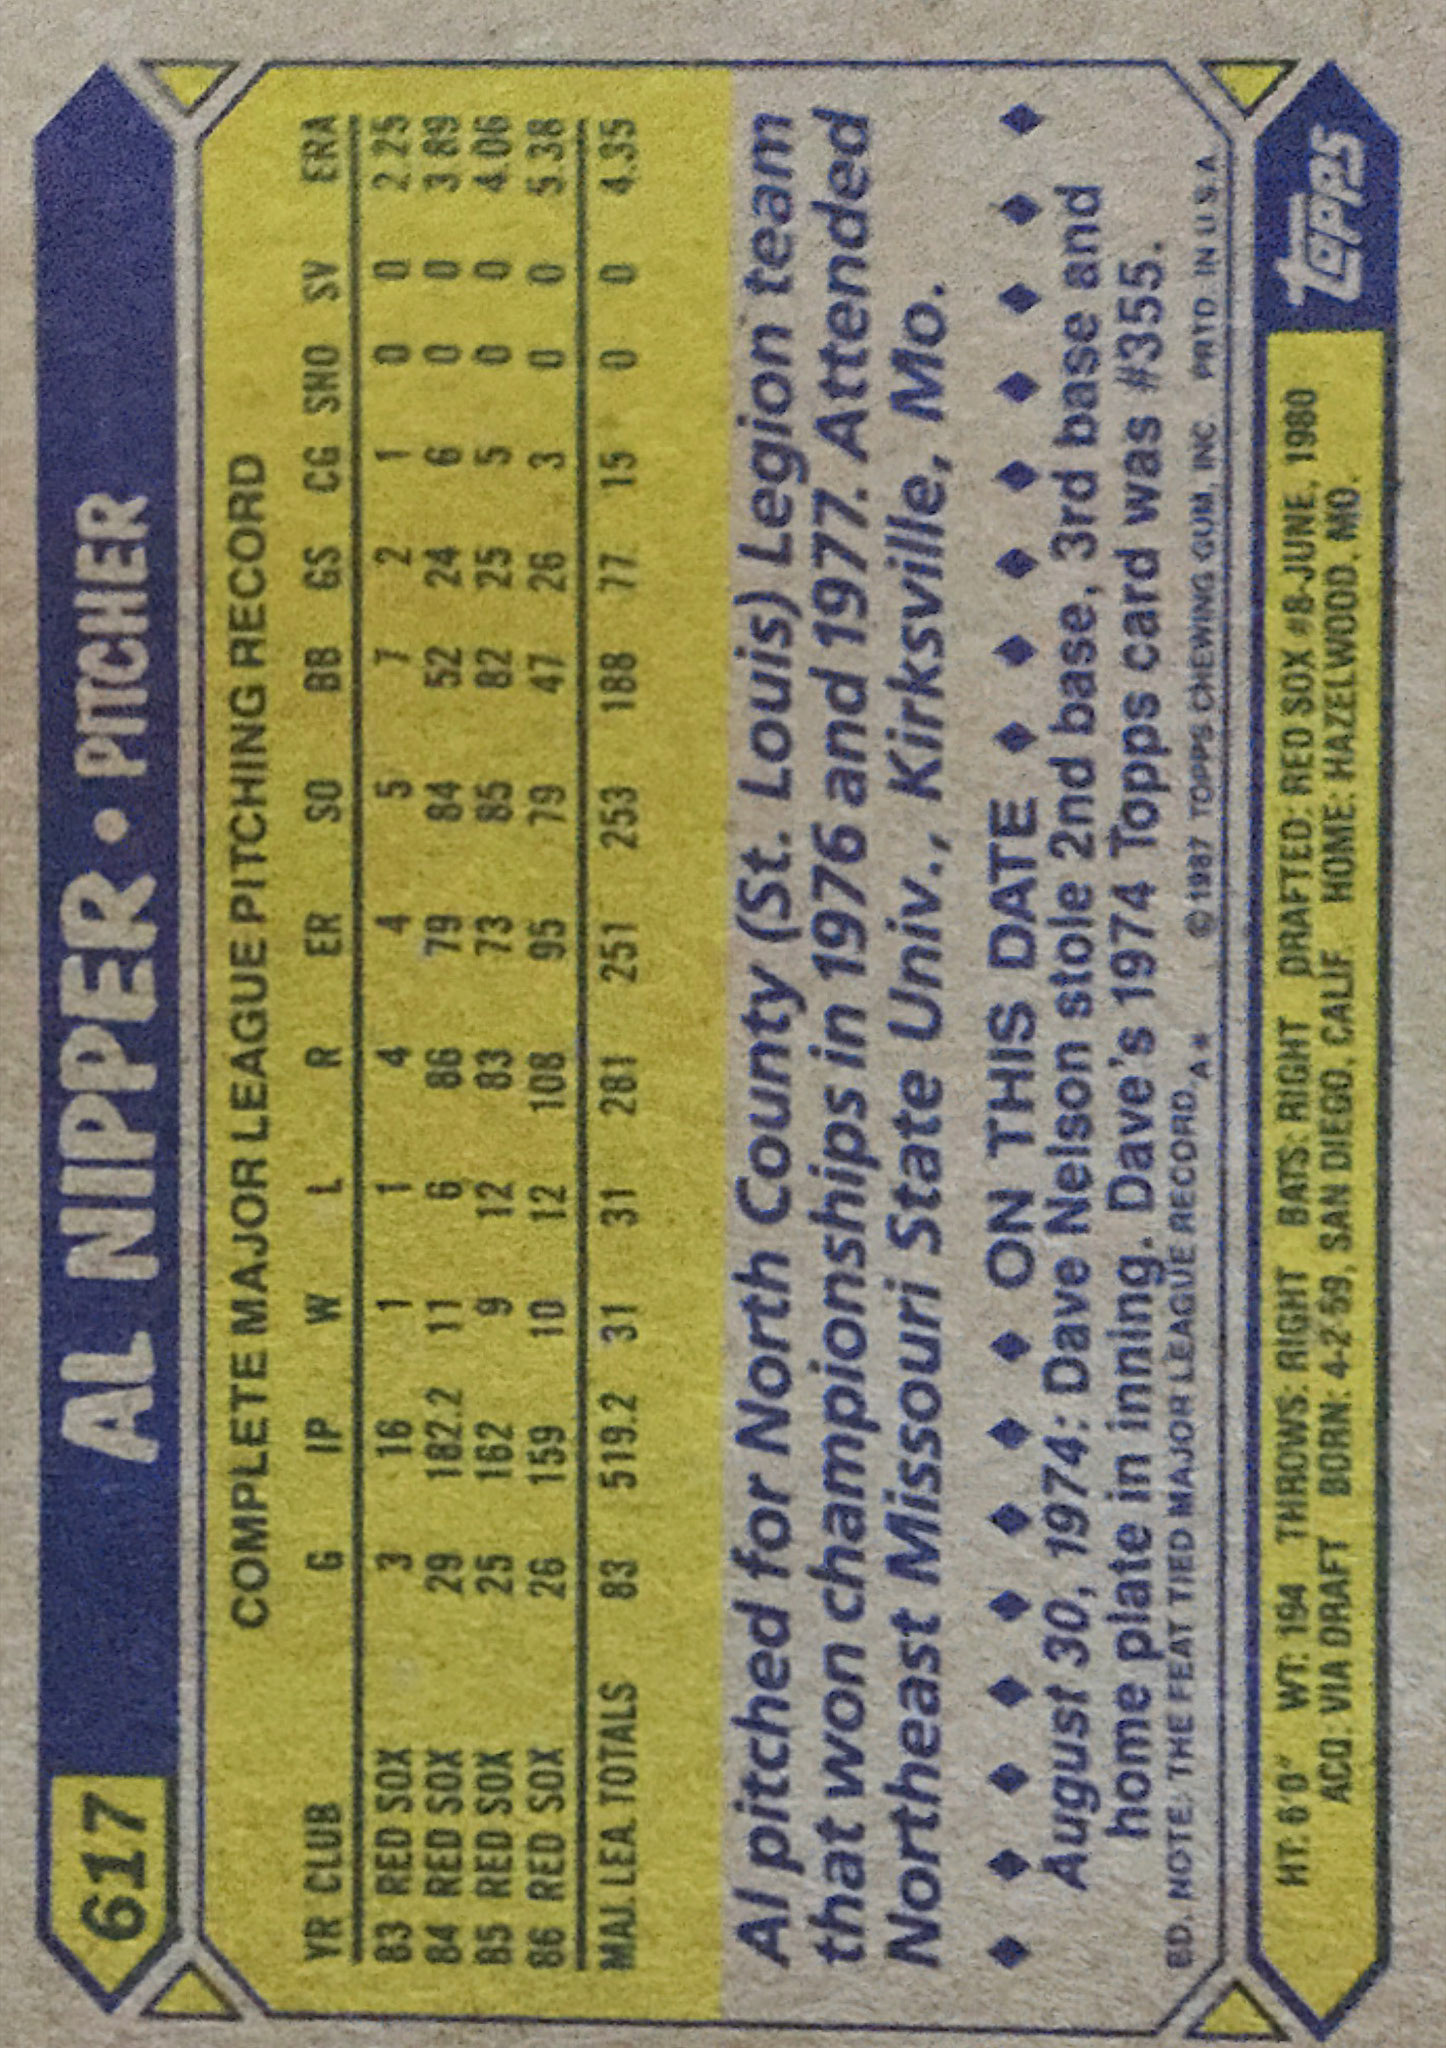 617
AL NIPPER • PITCHER
COMPLETE MAJOR LEAGUE PITCHING RECORD
YR CLUB G IP W L R ER SO BB GS CG SHO SV ERA
83 RED SOX 3 16 1 1 4 4 5 7 2 1 0 0 2.25
84 RED SOX 29 182.2 11 6 86 79 84 52 24 6 0 0 3.89
85 RED SOX 25 162 9 12 83 73 85 82 25 5 0 0 4.06
86 RED SOX 26 159 10 12 108 95 79 47 26 3 0 0 5.38
MAJ. LEA. TOTALS 83 519.2 31 31 281 251 253 188 77 15 0 0 4.35
Al pitched for North County (St. Louis) Legion team
that won championships in 1976 and 1977. Attended
Northeast Missouri State Univ., Kirksville, Mo.
♦ ♦ ♦ ♦ ♦ ♦ ♦ ♦ ON THIS DATE ♦ ♦ ♦ ♦ ♦ ♦ ♦ ♦
August 30, 1974: Dave Nelson stole 2nd base, 3rd base and
home plate in inning. Dave's 1974 Topps card was #355.
ED. NOTE: THE FEAT TIED MAJOR LEAGUE RECORD. A* © 1987 TOPPS CHEWING GUM, INC. PRTD. IN U.S.A.
HT: 6'0" WT: 194 THROWS: RIGHT BATS: RIGHT DRAFTED: RED SOX #8-JUNE, 1980
ACQ: VIA DRAFT BORN: 4-2-59, SAN DIEGO, CALIF. HOME: HAZELWOOD, MO.
Topps